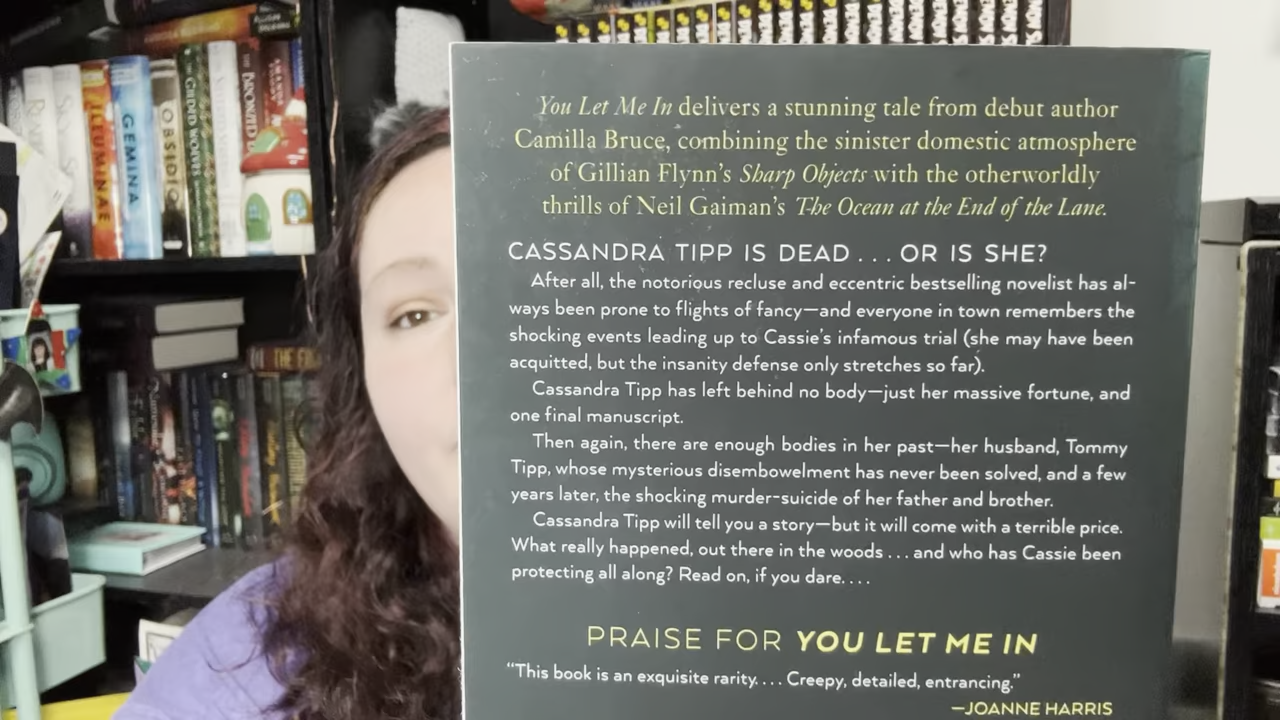 ILLUMINAE
GEMINA
OBSIDIO
You Let Me In delivers a stunning tale from debut author
Camilla Bruce, combining the sinister domestic atmosphere
of Gillian Flynn's Sharp Objects with the otherworldly
thrills of Neil Gaiman's The Ocean at the End of the Lane.
CASSANDRA TIPP IS DEAD . . . OR IS SHE?
After all, the notorious recluse and eccentric bestselling novelist has al-
ways been prone to flights of fancy—and everyone in town remembers the
shocking events leading up to Cassie's infamous trial (she may have been
acquitted, but the insanity defense only stretches so far).
Cassandra Tipp has left behind no body—just her massive fortune, and
one final manuscript.
Then again, there are enough bodies in her past—her husband, Tommy
Tipp, whose mysterious disembowelment has never been solved, and a few
years later, the shocking murder-suicide of her father and brother.
Cassandra Tipp will tell you a story—but it will come with a terrible price.
What really happened, out there in the woods . . . and who has Cassie been
protecting all along? Read on, if you dare. . . .
PRAISE FOR YOU LET ME IN
“This book is an exquisite rarity. . . . Creepy, detailed, entrancing.”
—JOANNE HARRIS